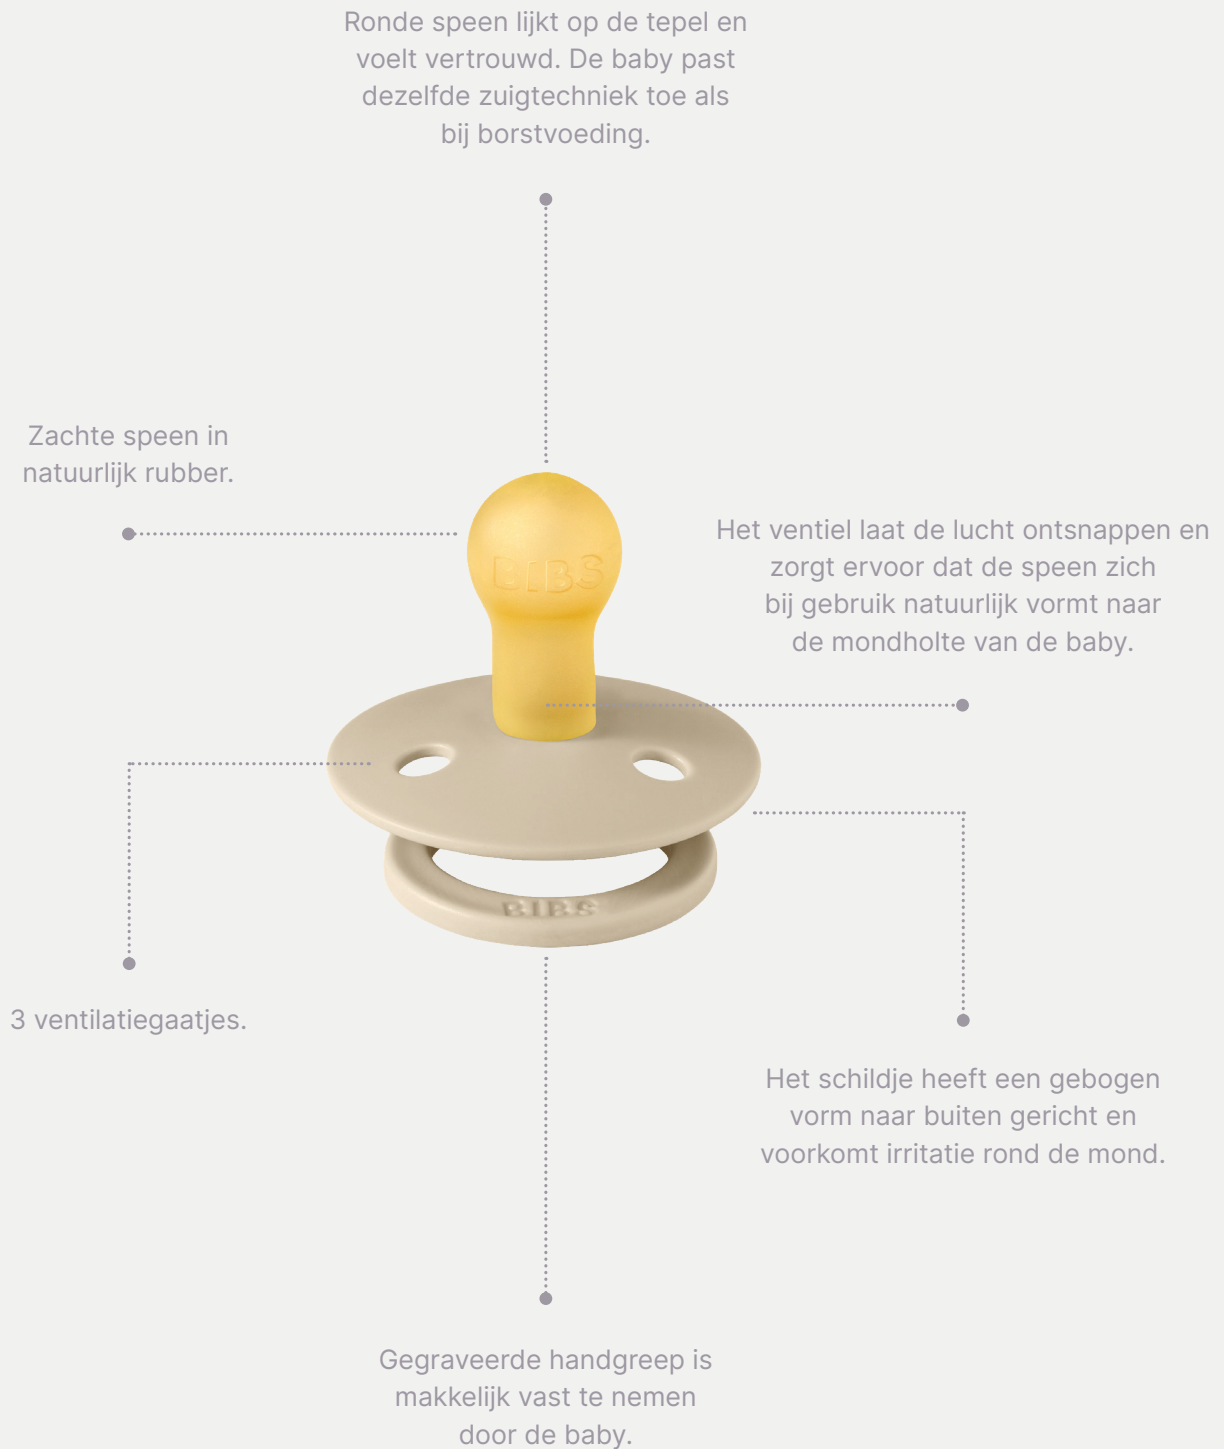 Ronde speen lijkt op de tepel en
voelt vertrouwd. De baby past
dezelfde zuigtechniek toe als
bij borstvoeding.
Zachte speen in
natuurlijk rubber.
Het ventiel laat de lucht ontsnappen en
zorgt ervoor dat de speen zich
bij gebruik natuurlijk vormt naar
de mondholte van de baby.
BIBS
BIBS
3 ventilatiegaatjes.
Het schildje heeft een gebogen
vorm naar buiten gericht en
voorkomt irritatie rond de mond.
Gegraveerde handgreep is
makkelijk vast te nemen
door de baby.